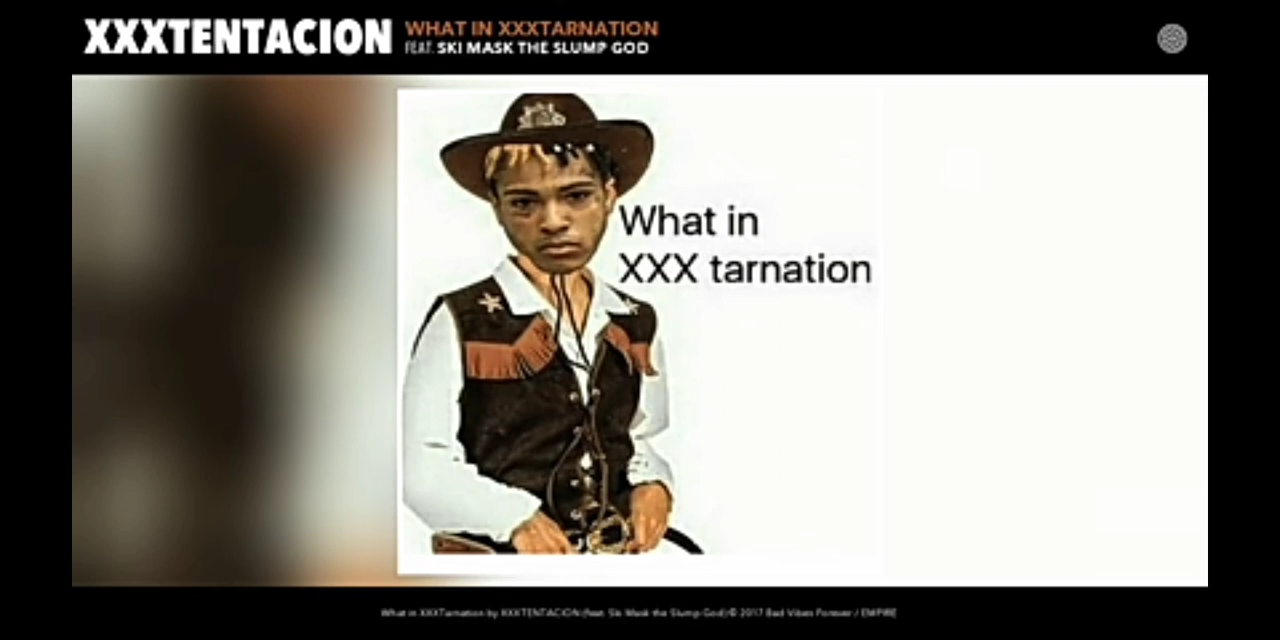 XXXTENTACION
WHAT IN XXXTARNATION
FEAT. SKI MASK THE SLUMP GOD
What in
XXX tarnation
What in XXXTarnation by XXXTENTACION (feat. Ski Mask the Slump God) © 2017 Bad Vibes Forever / EMPIRE